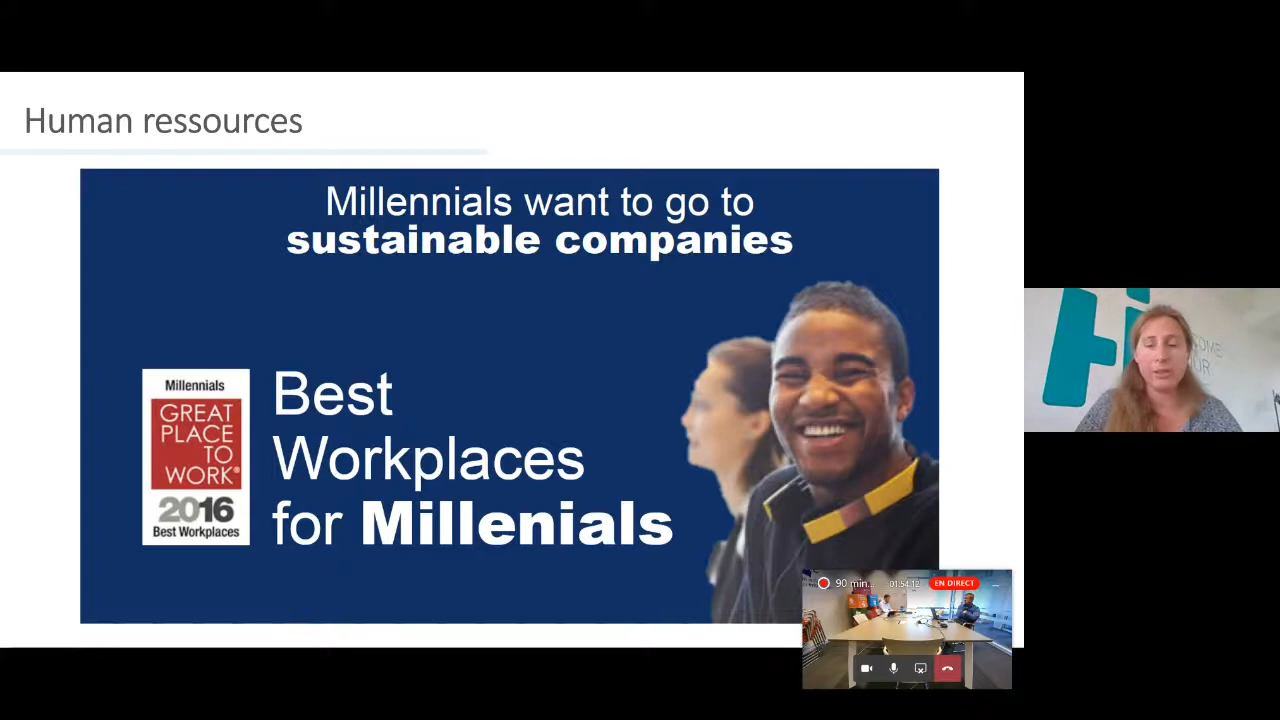 Human ressources
Millennials want to go to
sustainable companies
Millennials
GREAT
PLACE
TO
WORK®
2016
Best Workplaces
Best
Workplaces
for Millenials
90 min...
01:54:12
EN DIRECT